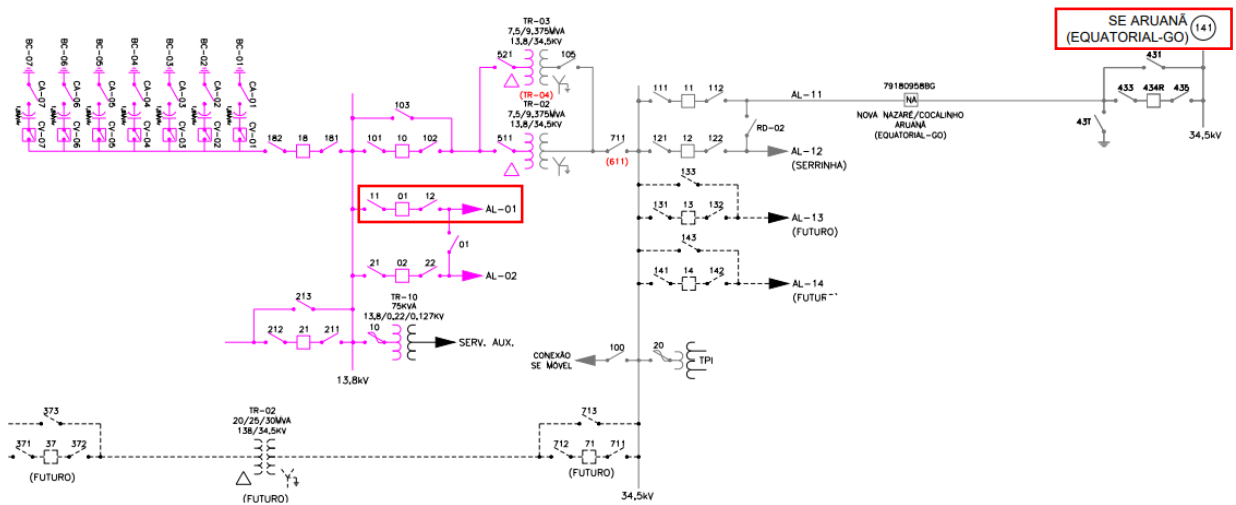 SE ARUANÃ
(EQUATORIAL-GO)
141
431
433
434R
435
43T
34,5kV
TR-03
7,5/9,375MVA
13,8/34,5KV
521
105
(TR-04)
TR-02
7,5/9,375MVA
13,8/34,5KV
511
711
(611)
BC-07
BC-06
BC-05
BC-04
BC-03
BC-02
BC-01
CA-07
CA-06
CA-05
CA-04
CA-03
CA-02
CA-01
CV-07
CV-06
CV-05
CV-04
CV-03
CV-02
CV-01
182
18
181
103
101
10
102
111
11
112
AL-11
79180958BG
NA
NOVA NAZARÉ/COCALINHO
ARUANÃ
(EQUATORIAL-GO)
RD-02
121
12
122
AL-12
(SERRINHA)
133
131
13
132
AL-13
(FUTURO)
143
141
14
142
AL-14
11
01
12
AL-01
01
21
02
22
AL-02
213
212
21
211
TR-10
75KVA
13,8/0,22/0,127KV
10
SERV. AUX.
13,8kV
CONEXÃO
SE MÓVEL
100
20
TPI
373
371
37
372
(FUTURO)
TR-02
20/25/30MVA
138/34,5KV
(FUTURO)
713
712
71
711
(FUTURO)
34,5kV